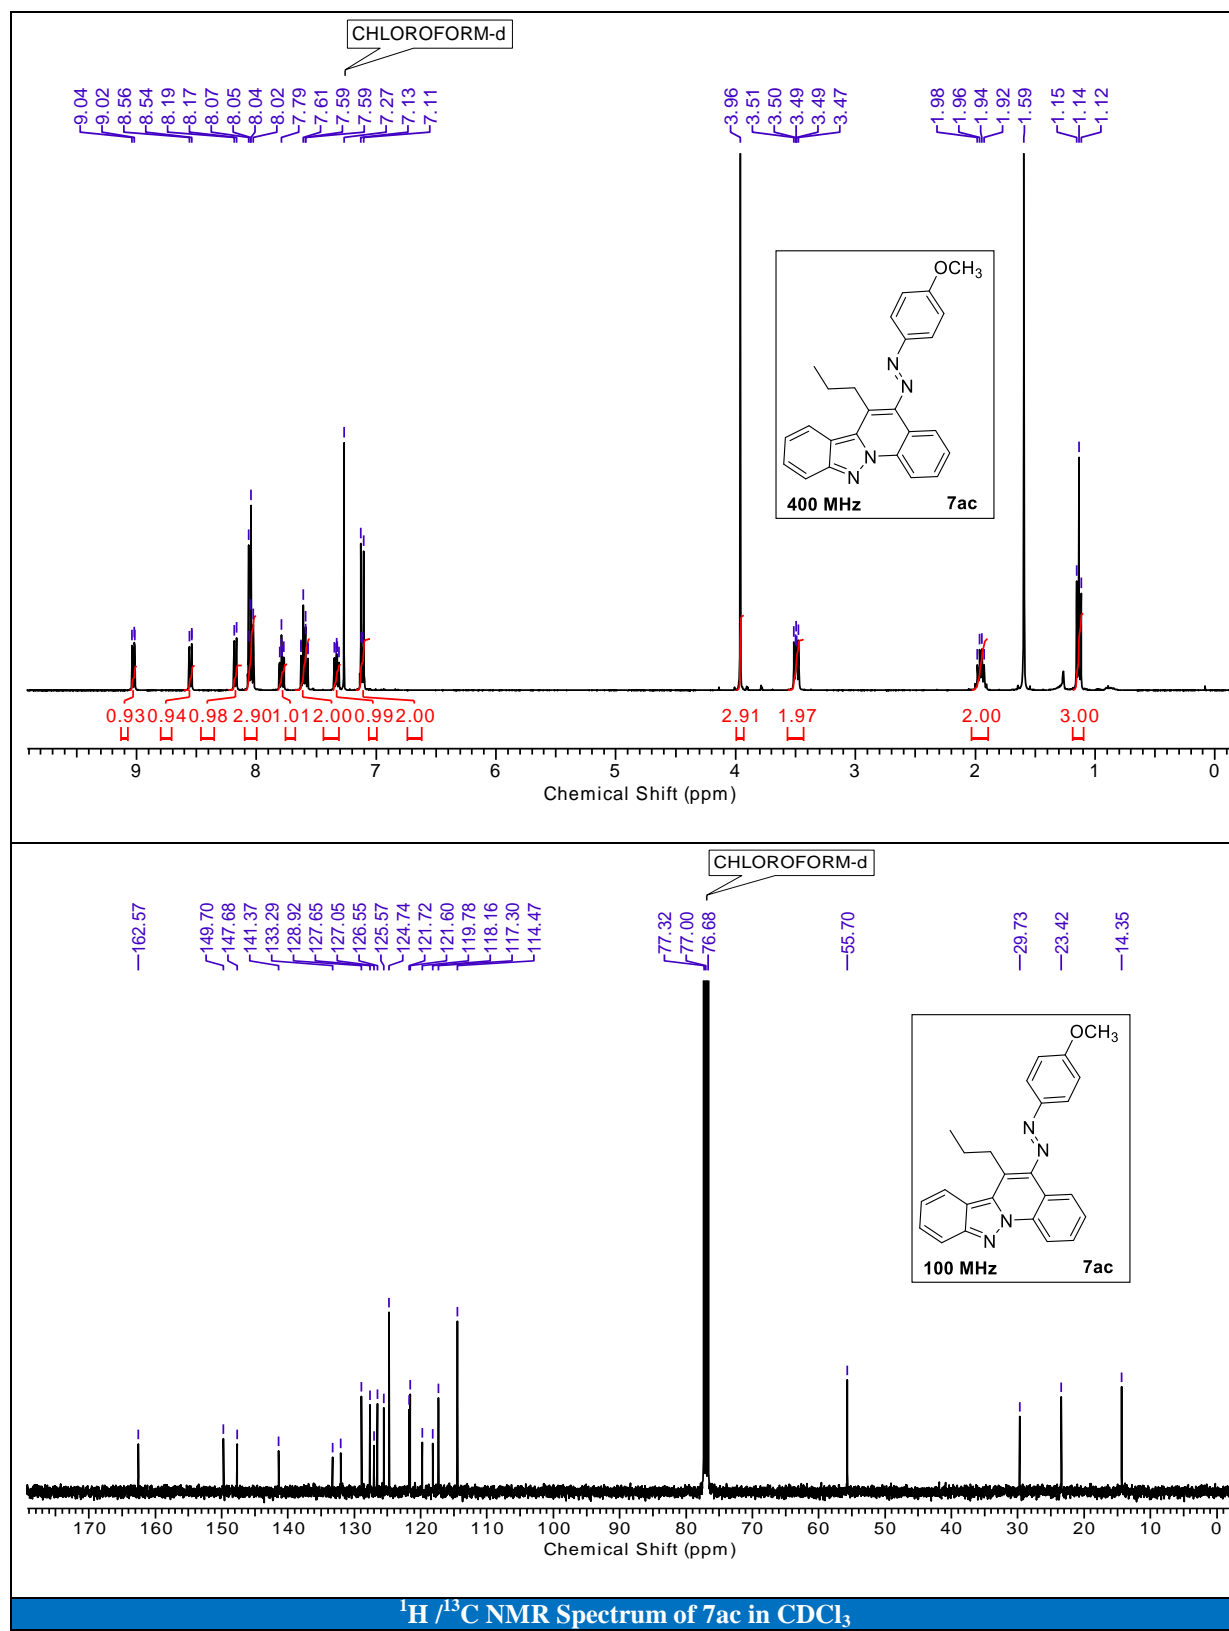 CHLOROFORM-d
9.04
9.02
8.56
8.54
8.19
8.17
8.07
8.05
8.04
8.02
7.79
7.61
7.59
7.59
7.27
7.13
7.11
3.96
3.51
3.50
3.49
3.49
3.47
1.98
1.96
1.94
1.92
1.59
1.15
1.14
1.12
OCH3
N
N
N
N
400 MHz 7ac
0.93 0.94 0.98 2.90 1.01 2.00 0.99 2.00 2.91 1.97 2.00 3.00
9 8 7 6 5 4 3 2 1 0
Chemical Shift (ppm)
CHLOROFORM-d
162.57
149.70
147.68
141.37
133.29
128.92
127.65
127.05
126.55
125.57
124.74
121.72
121.60
119.78
118.16
117.30
114.47
77.32
77.00
76.68
55.70
29.73
23.42
14.35
OCH3
N
N
N
N
100 MHz 7ac
170 160 150 140 130 120 110 100 90 80 70 60 50 40 30 20 10 0
Chemical Shift (ppm)
¹H /¹³C NMR Spectrum of 7ac in CDCl₃